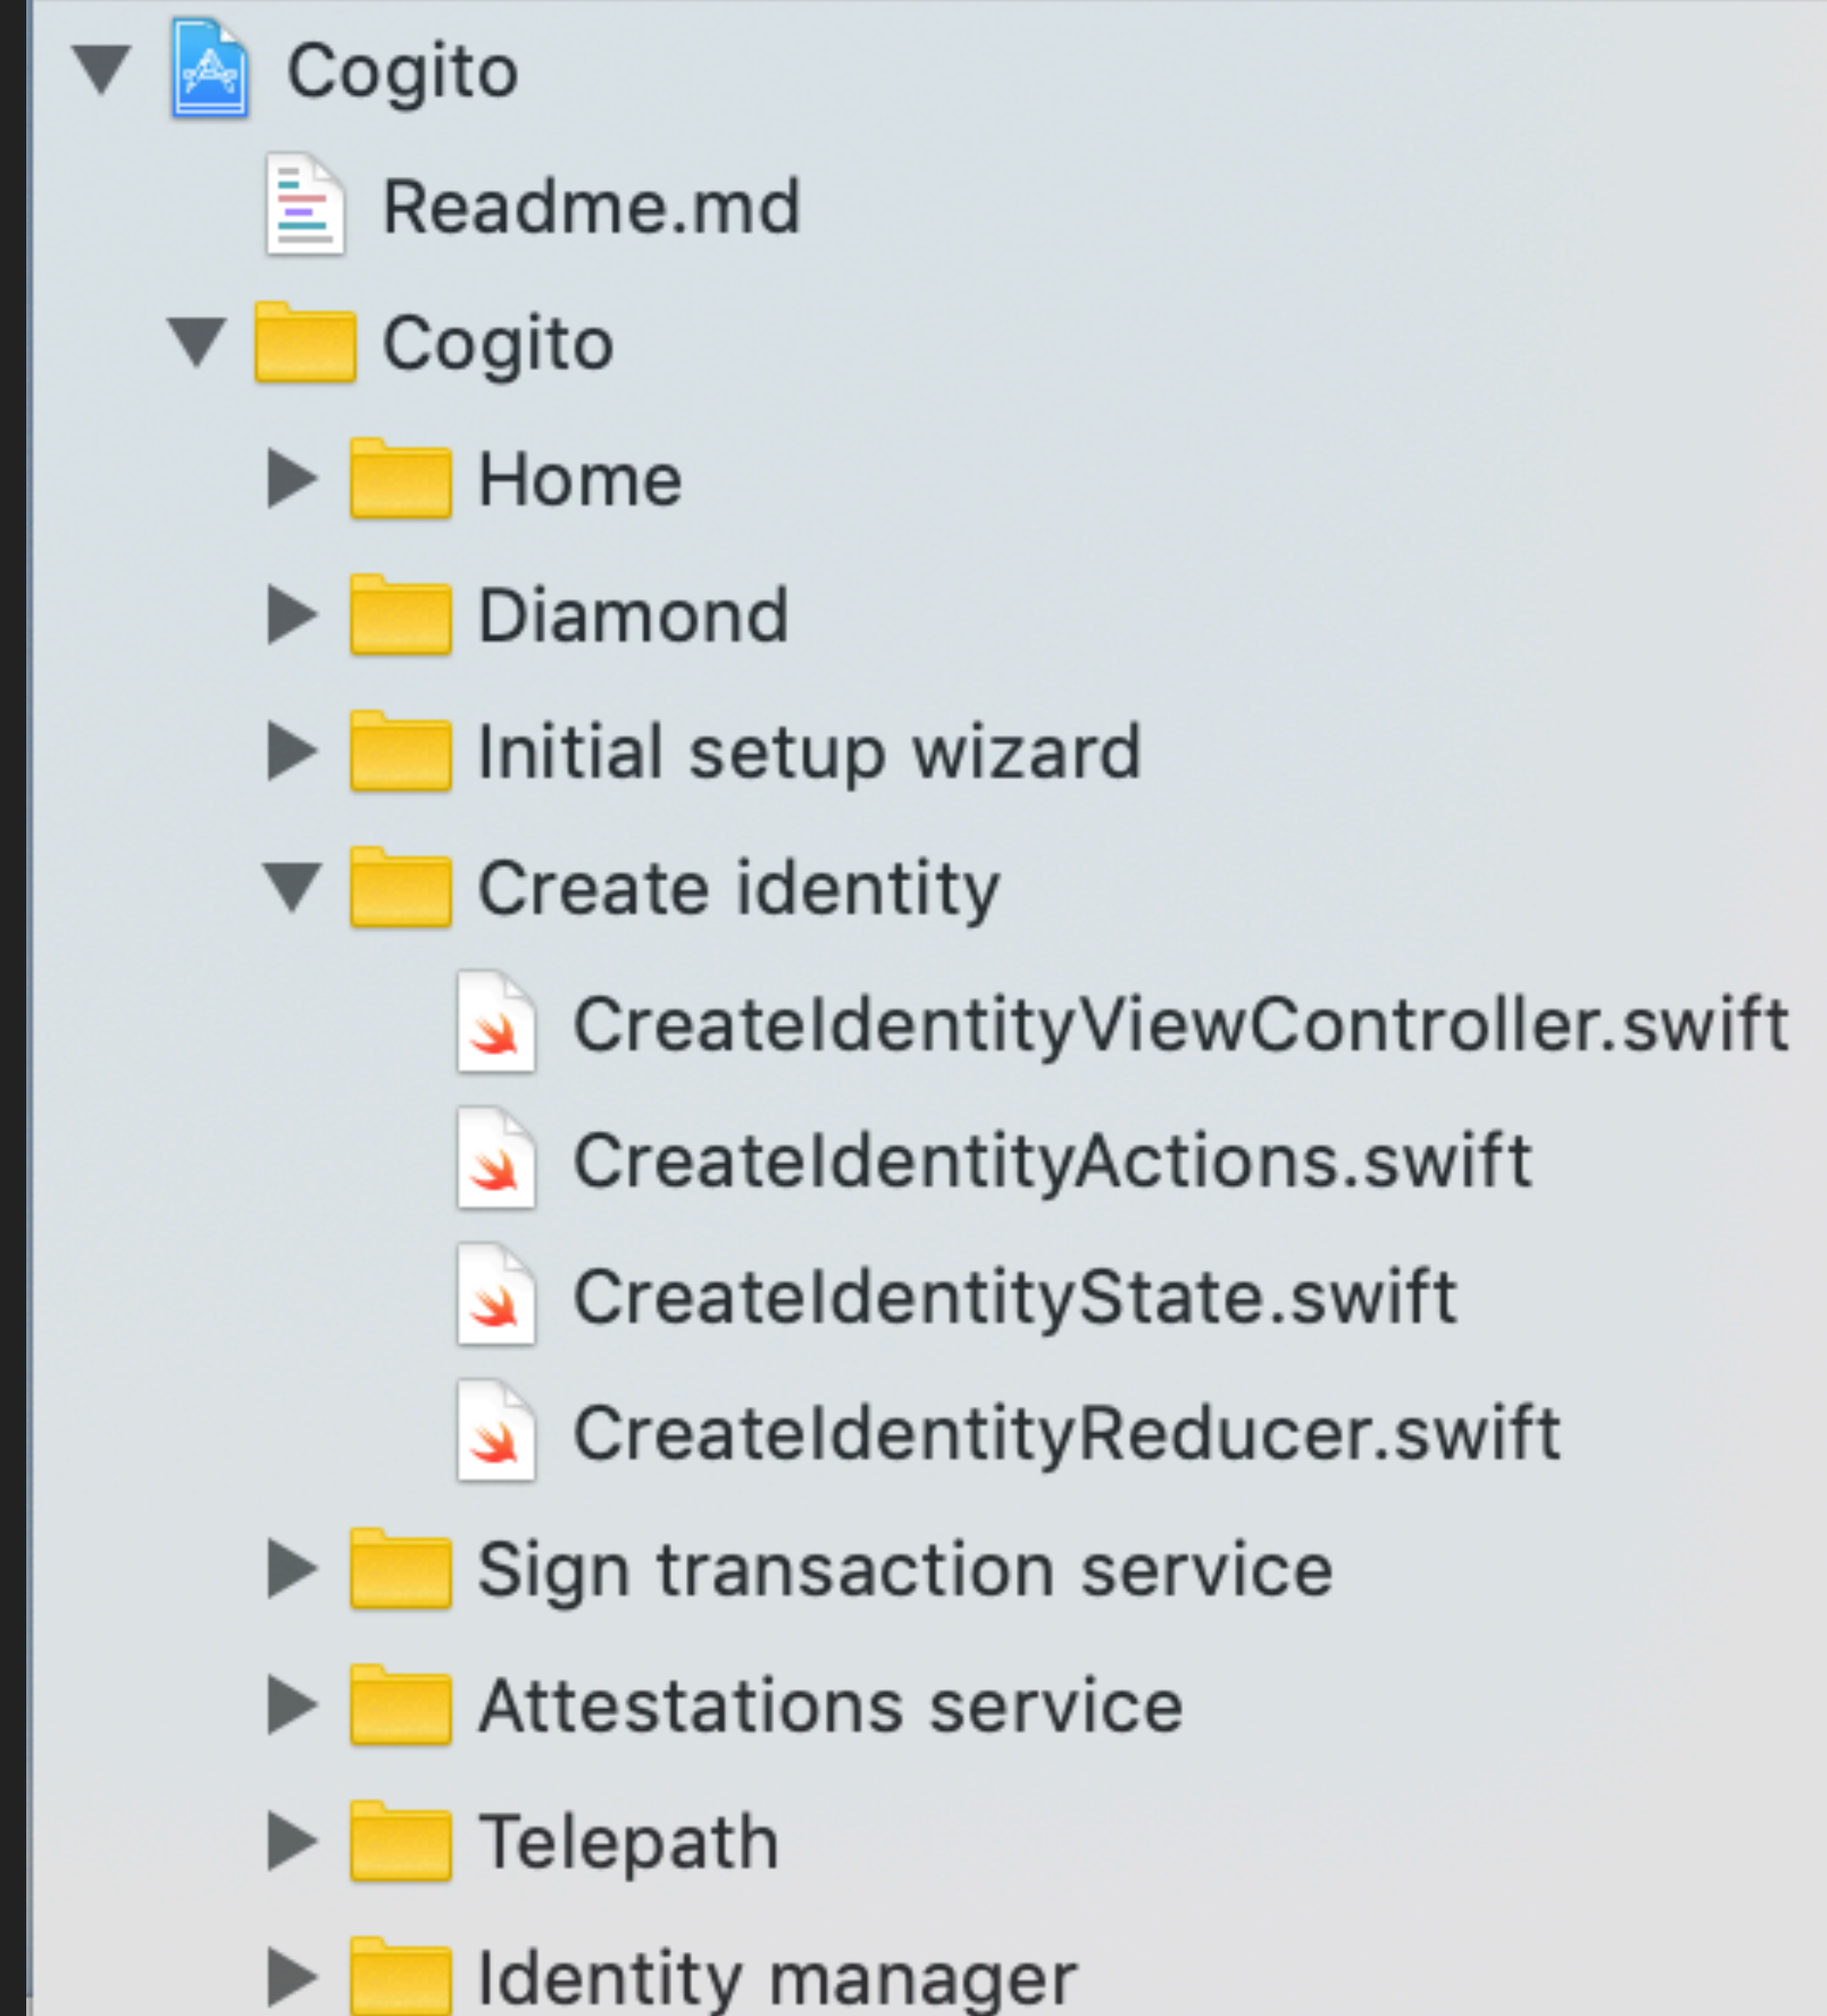 Cogito
Readme.md
Cogito
Home
Diamond
Initial setup wizard
Create identity
CreateIdentityViewController.swift
CreateIdentityActions.swift
CreateIdentityState.swift
CreateIdentityReducer.swift
Sign transaction service
Attestations service
Telepath
Identity manager